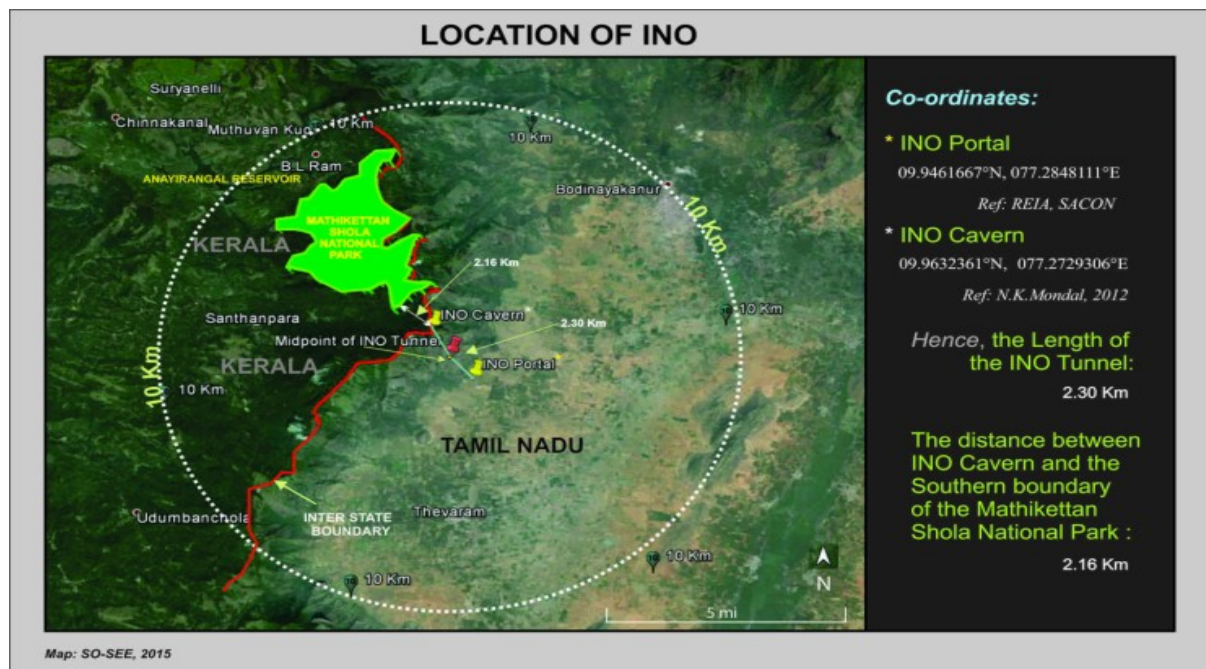 LOCATION OF INO
Suryanelli
Chinnakanal
Muthuvan Kudi
10 Km
10 Km
B.L Ram
ANAYIRANGAL RESERVOIR
Bodinayakanur
10 Km
MATHIKETTAN
SHOLA
NATIONAL
PARK
KERALA
2.16 Km
Santhanpara
INO Cavern
10 Km
2.30 Km
Midpoint of INO Tunnel
INO Portal
KERALA
10 Km
10 Km
TAMIL NADU
Udumbanchola
INTER STATE
BOUNDARY
Thevaram
10 Km
10 Km
N
5 mi
Co-ordinates:
* INO Portal
09.9461667°N, 077.2848111°E
Ref: REIA, SACON
* INO Cavern
09.9632361°N, 077.2729306°E
Ref: N.K.Mondal, 2012
Hence, the Length of
the INO Tunnel:
2.30 Km
The distance between
INO Cavern and the
Southern boundary
of the Mathikettan
Shola National Park :
2.16 Km
Map: SO-SEE, 2015